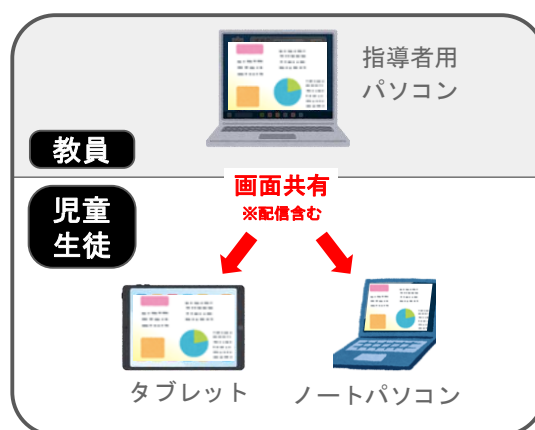 指導者用
パソコン
教員
画面共有
※配信含む
児童
生徒
タブレット
ノートパソコン